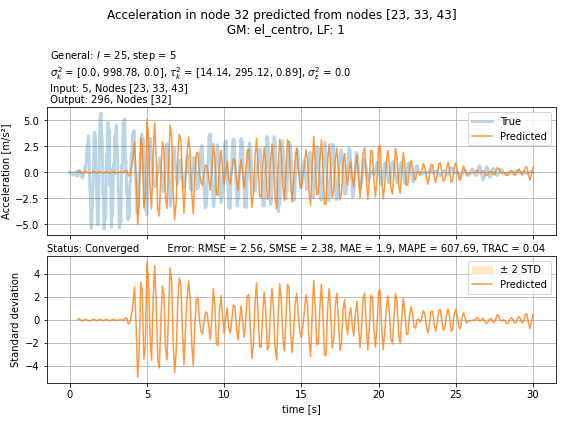 Acceleration in node 32 predicted from nodes [23, 33, 43]
GM: el_centro, LF: 1
General: l = 25, step = 5
σ²ₖ = [0.0, 998.78, 0.0], τ²ₖ = [14.14, 295.12, 0.89], σ²ε = 0.0
Input: 5, Nodes [23, 33, 43]
Output: 296, Nodes [32]
Acceleration [m/s²]
5.0
2.5
0.0
−2.5
−5.0
True
Predicted
Status: Converged Error: RMSE = 2.56, SMSE = 2.38, MAE = 1.9, MAPE = 607.69, TRAC = 0.04
Standard deviation
4
2
0
−2
−4
± 2 STD
Predicted
0 5 10 15 20 25 30
time [s]